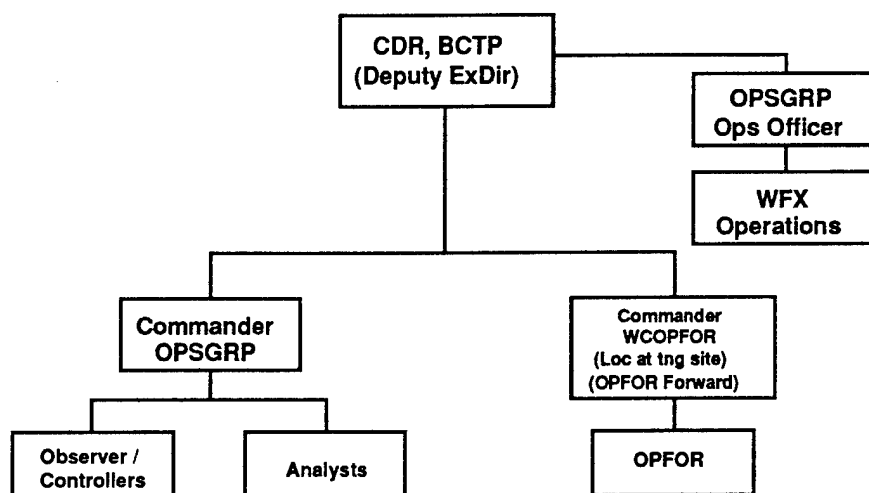 CDR, BCTP
(Deputy ExDir)
OPSGRP
Ops Officer
WFX
Operations
Commander
OPSGRP
Commander
WCOPFOR
(Loc at tng site)
(OPFOR Forward)
Observer /
Controllers
Analysts
OPFOR